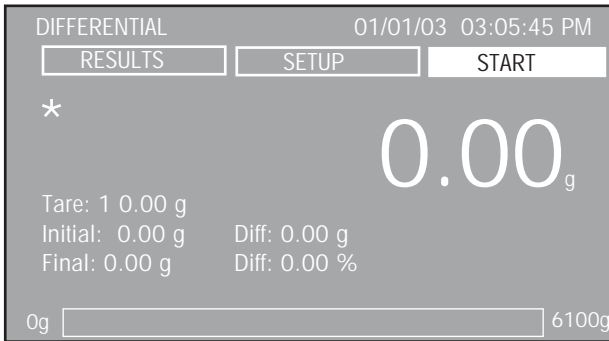 DIFFERENTIAL 01/01/03 03:05:45 PM
RESULTS SETUP START
*
0.00g
Tare: 1 0.00 g
Initial: 0.00 g Diff: 0.00 g
Final: 0.00 g Diff: 0.00 %
0g 6100g